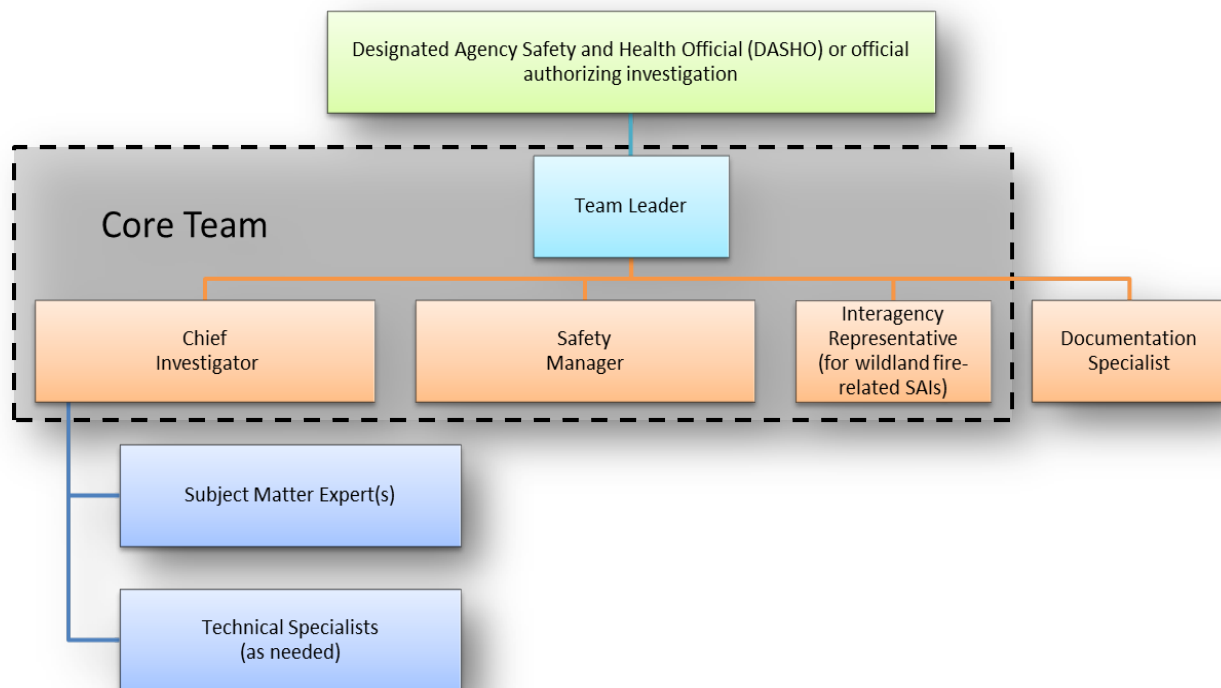 Designated Agency Safety and Health Official (DASHO) or official
authorizing investigation
Team Leader
Core Team
Chief
Investigator
Safety
Manager
Interagency
Representative
(for wildland fire-
related SAIs)
Documentation
Specialist
Subject Matter Expert(s)
Technical Specialists
(as needed)